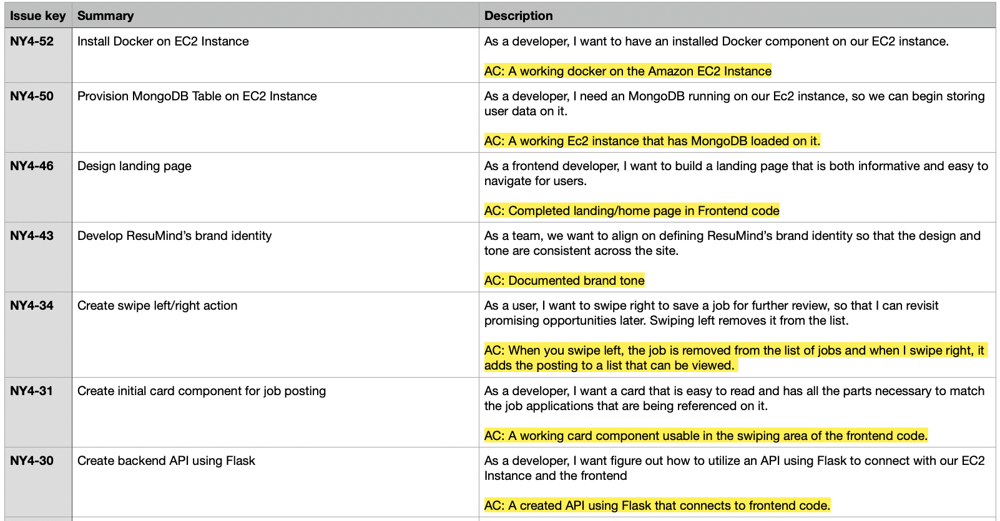 Issue key Summary Description
NY4-52 Install Docker on EC2 Instance As a developer, I want to have an installed Docker component on our EC2 instance.
AC: A working docker on the Amazon EC2 Instance
NY4-50 Provision MongoDB Table on EC2 Instance As a developer, I need an MongoDB running on our Ec2 instance, so we can begin storing
user data on it.
AC: A working Ec2 instance that has MongoDB loaded on it.
NY4-46 Design landing page As a frontend developer, I want to build a landing page that is both informative and easy to
navigate for users.
AC: Completed landing/home page in Frontend code
NY4-43 Develop ResuMind’s brand identity As a team, we want to align on defining ResuMind’s brand identity so that the design and
tone are consistent across the site.
AC: Documented brand tone
NY4-34 Create swipe left/right action As a user, I want to swipe right to save a job for further review, so that I can revisit
promising opportunities later. Swiping left removes it from the list.
AC: When you swipe left, the job is removed from the list of jobs and when I swipe right, it
adds the posting to a list that can be viewed.
NY4-31 Create initial card component for job posting As a developer, I want a card that is easy to read and has all the parts necessary to match
the job applications that are being referenced on it.
AC: A working card component usable in the swiping area of the frontend code.
NY4-30 Create backend API using Flask As a developer, I want figure out how to utilize an API using Flask to connect with our EC2
Instance and the frontend
AC: A created API using Flask that connects to frontend code.